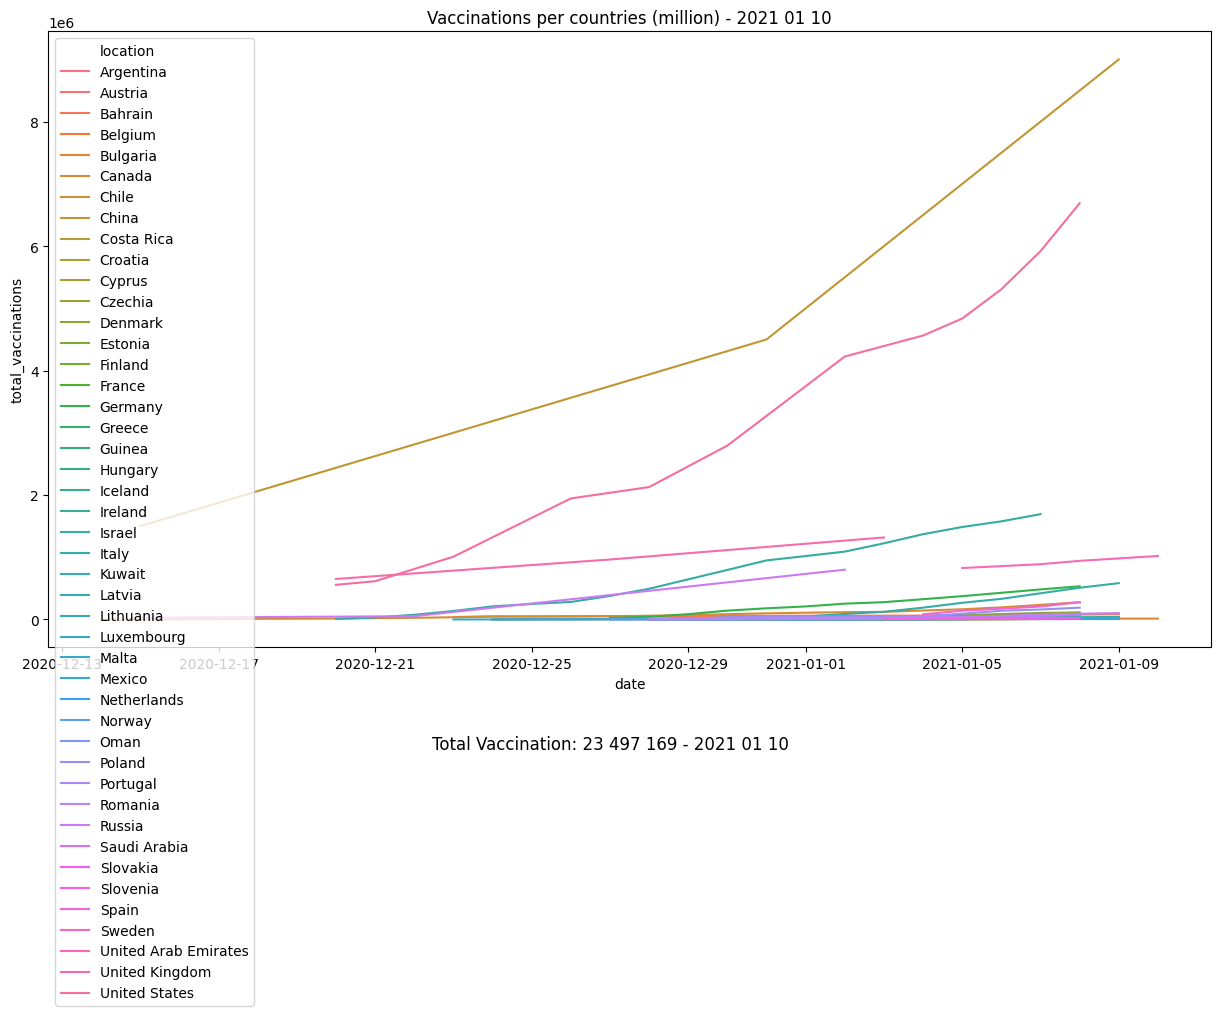 Vaccinations per countries (million) - 2021 01 10
1e6
location
Argentina
Austria
Bahrain
Belgium
Bulgaria
Canada
Chile
China
Costa Rica
Croatia
Cyprus
Czechia
Denmark
Estonia
Finland
France
Germany
Greece
Guinea
Hungary
Iceland
Ireland
Israel
Italy
Kuwait
Latvia
Lithuania
Luxembourg
Malta
Mexico
Netherlands
Norway
Oman
Poland
Portugal
Romania
Russia
Saudi Arabia
Slovakia
Slovenia
Spain
Sweden
United Arab Emirates
United Kingdom
United States
total_vaccinations
8
6
4
2
0
2020-12-13 2020-12-17 2020-12-21 2020-12-25 2020-12-29 2021-01-01 2021-01-05 2021-01-09
date
Total Vaccination: 23 497 169 - 2021 01 10